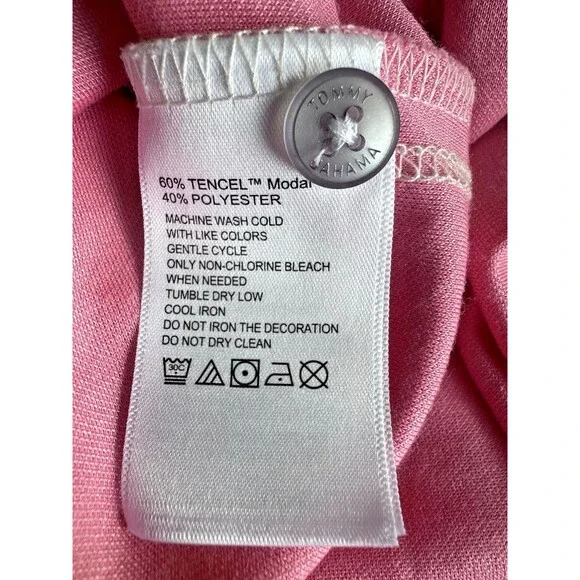 TOMMY
BAHAMA
60% TENCEL™ Modal
40% POLYESTER
MACHINE WASH COLD
WITH LIKE COLORS
GENTLE CYCLE
ONLY NON-CHLORINE BLEACH
WHEN NEEDED
TUMBLE DRY LOW
COOL IRON
DO NOT IRON THE DECORATION
DO NOT DRY CLEAN
30C